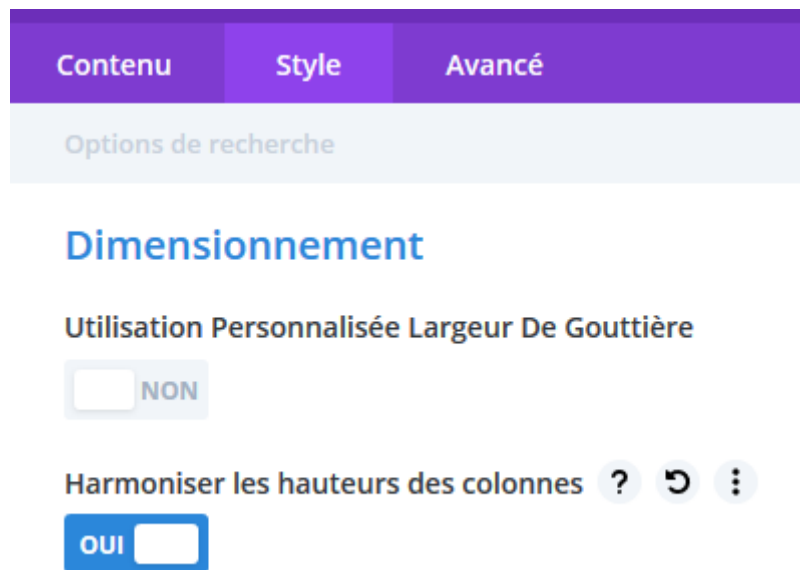 Contenu Style Avancé
Options de recherche
Dimensionnement
Utilisation Personnalisée Largeur De Gouttière
NON
Harmoniser les hauteurs des colonnes ?
OUI